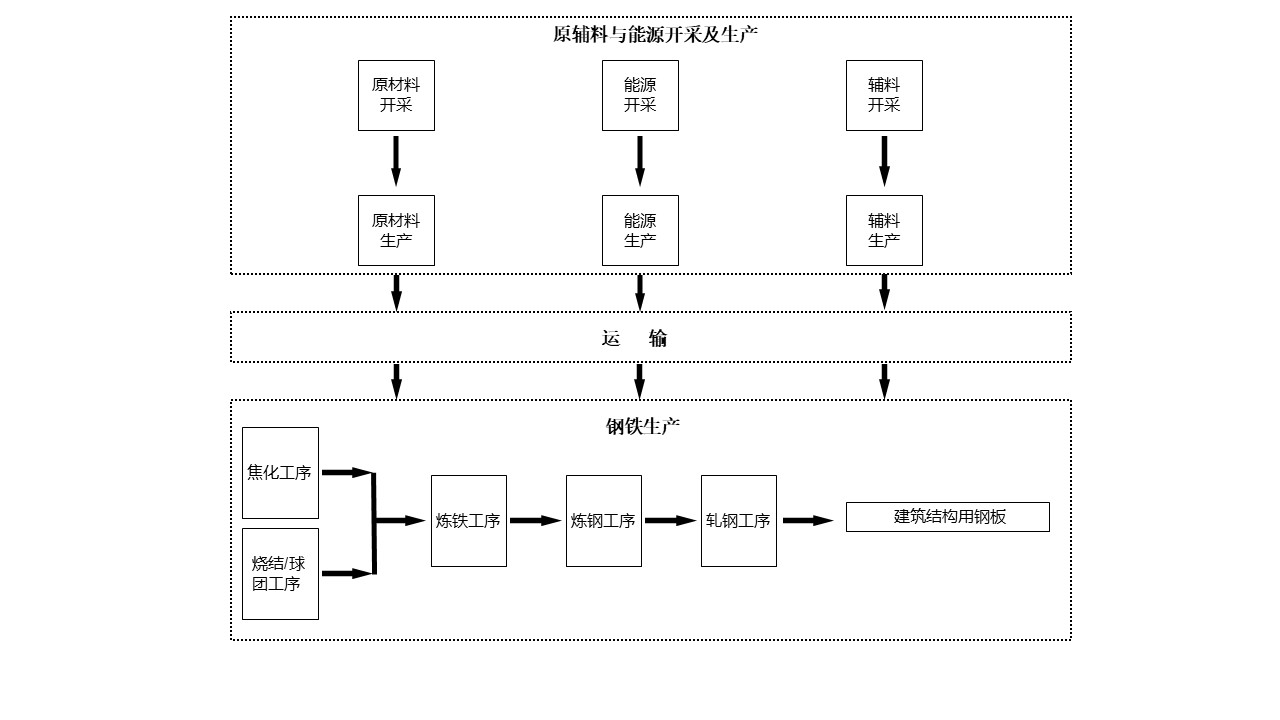 原辅料与能源开采及生产
原材料
开采
能源
开采
辅料
开采
原材料
生产
能源
生产
辅料
生产
运 输
钢铁生产
焦化工序
烧结/球
团工序
炼铁工序
炼钢工序
轧钢工序
建筑结构用钢板